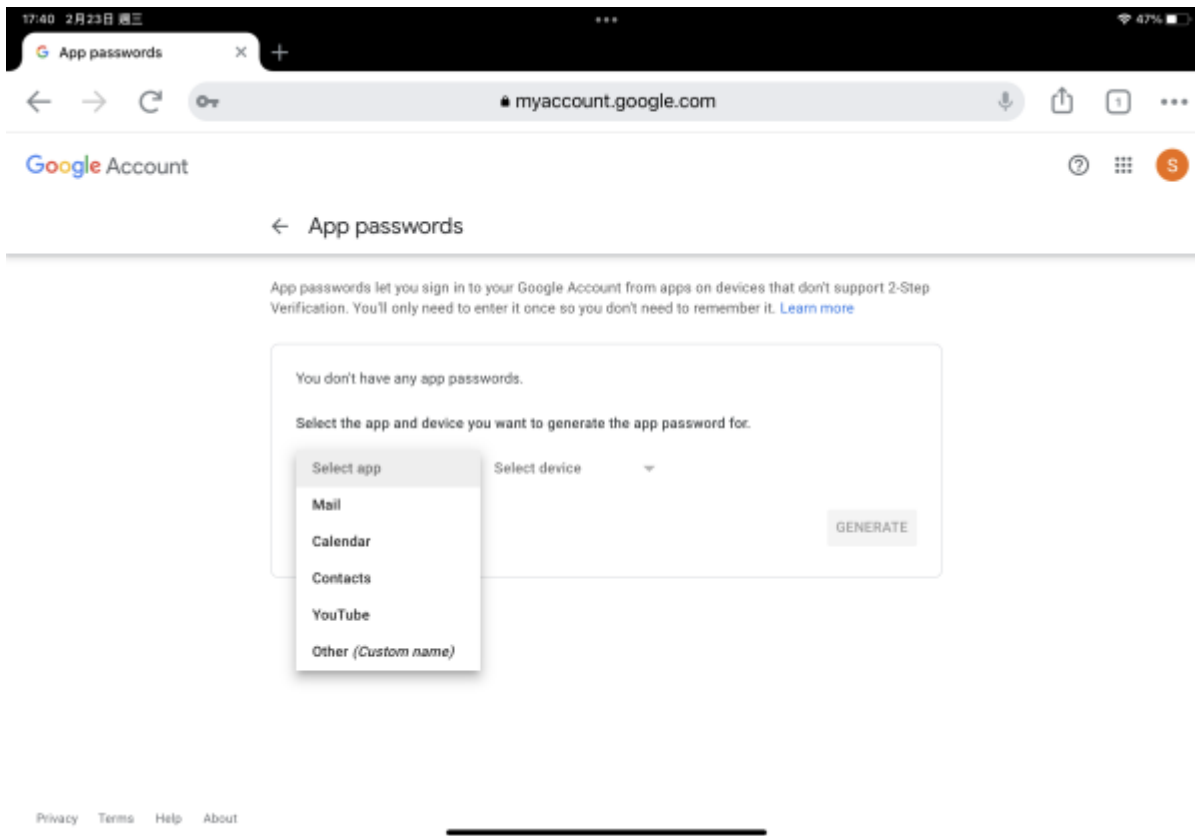 17:40 2月23日 週三
47%
App passwords
myaccount.google.com
1
Google Account
S
App passwords
App passwords let you sign in to your Google Account from apps on devices that don't support 2-Step
Verification. You'll only need to enter it once so you don't need to remember it. Learn more
You don't have any app passwords.
Select the app and device you want to generate the app password for.
Select app
Select device
Mail
GENERATE
Calendar
Contacts
YouTube
Other (Custom name)
Privacy Terms Help About